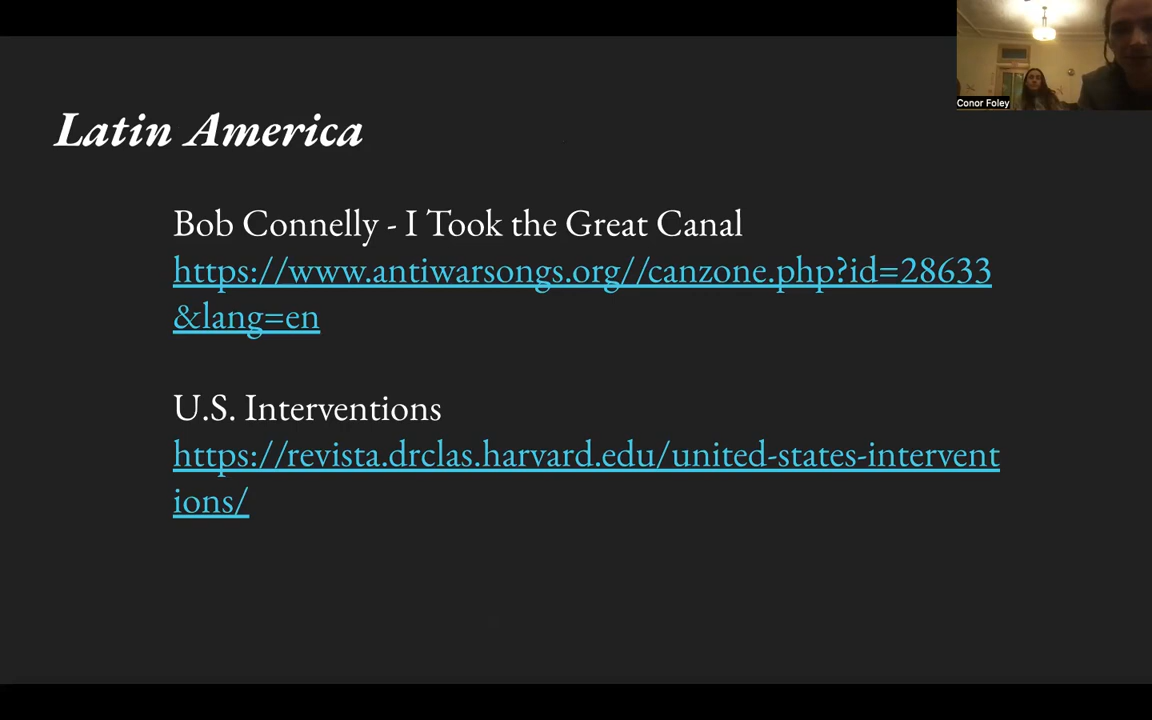 Conor Foley
Latin America
Bob Connelly - I Took the Great Canal
https://www.antiwarsongs.org//canzone.php?id=28633
&lang=en
U.S. Interventions
https://revista.drclas.harvard.edu/united-states-intervent
ions/